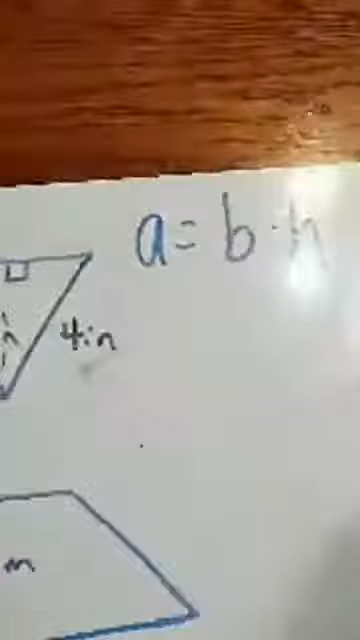 a = b · h
4in
m